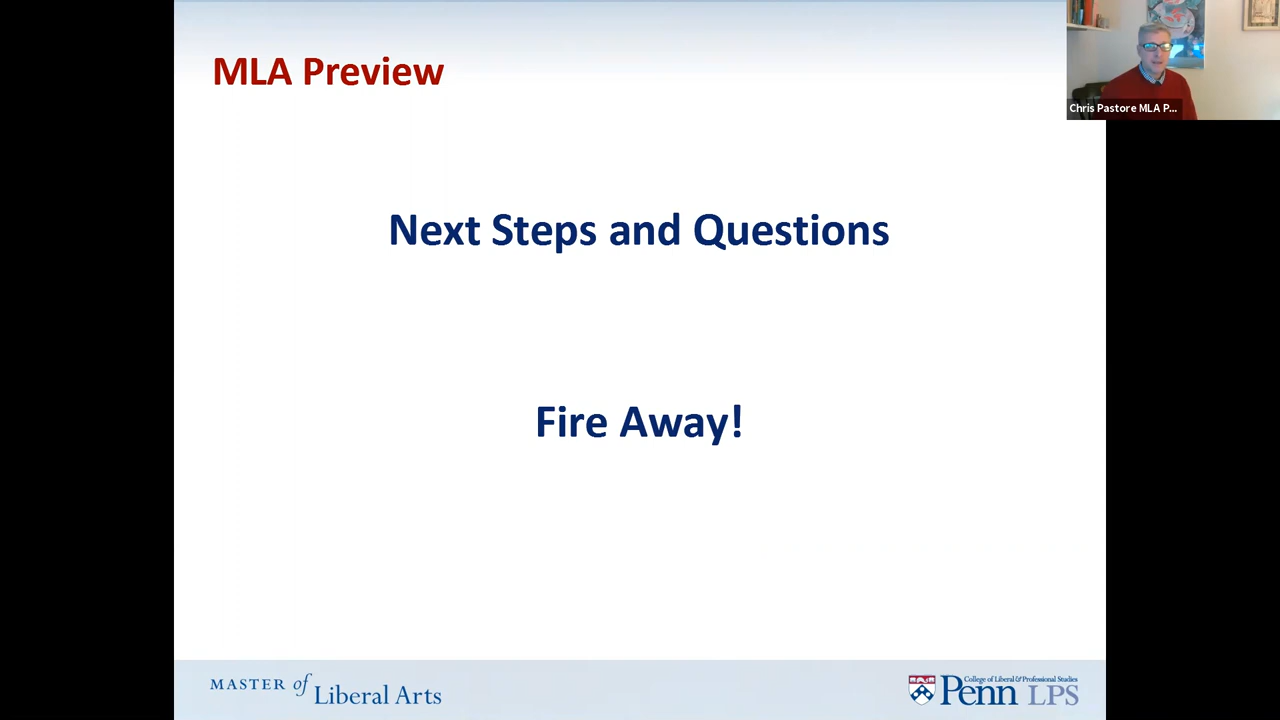 MLA Preview
Chris Pastore MLA P...
Next Steps and Questions
Fire Away!
MASTER of Liberal Arts
College of Liberal & Professional Studies
Penn LPS